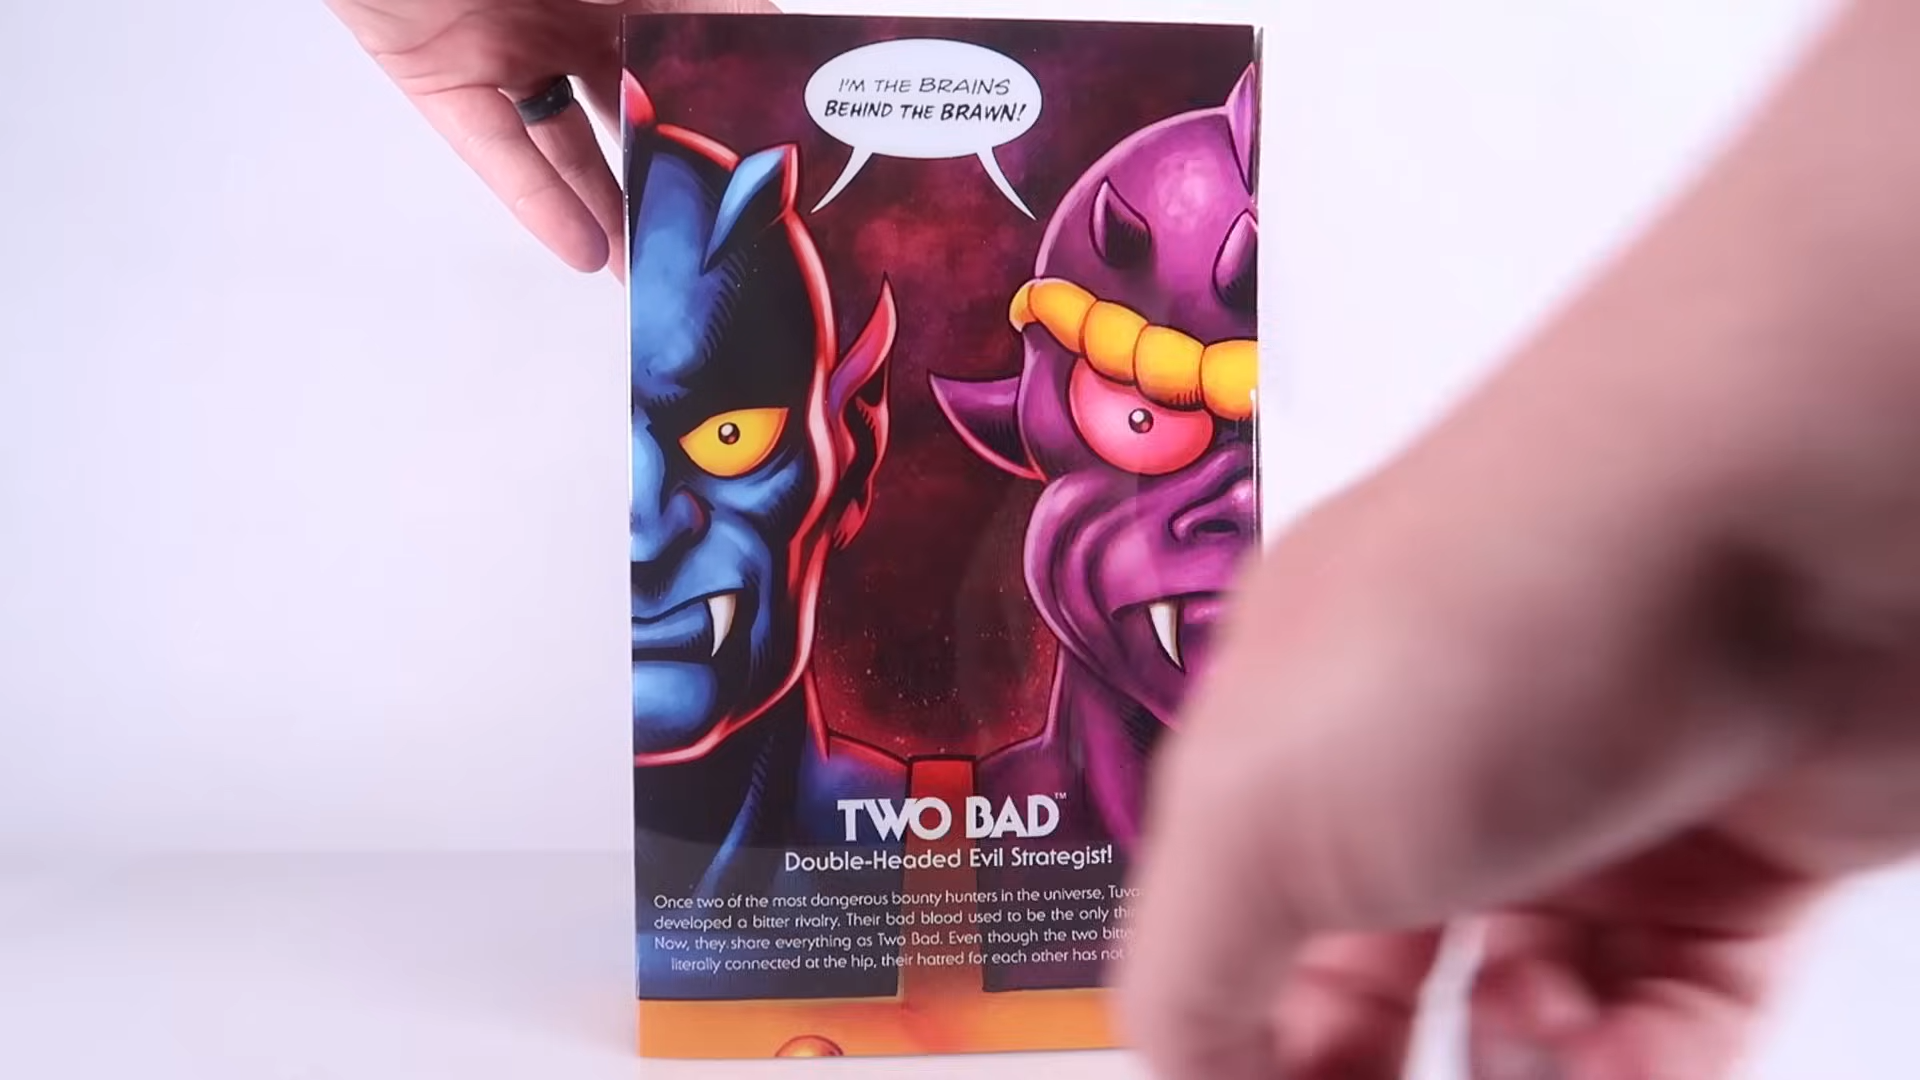 I'M THE BRAINS
BEHIND THE BRAWN!
TWO BAD™
Double-Headed Evil Strategist!
Once two of the most dangerous bounty hunters in the universe,
developed a bitter rivalry. Their bad blood used to be the only
Now, they share everything as Two Bad. Even though the two
literally connected at the hip, their hatred for each other has not